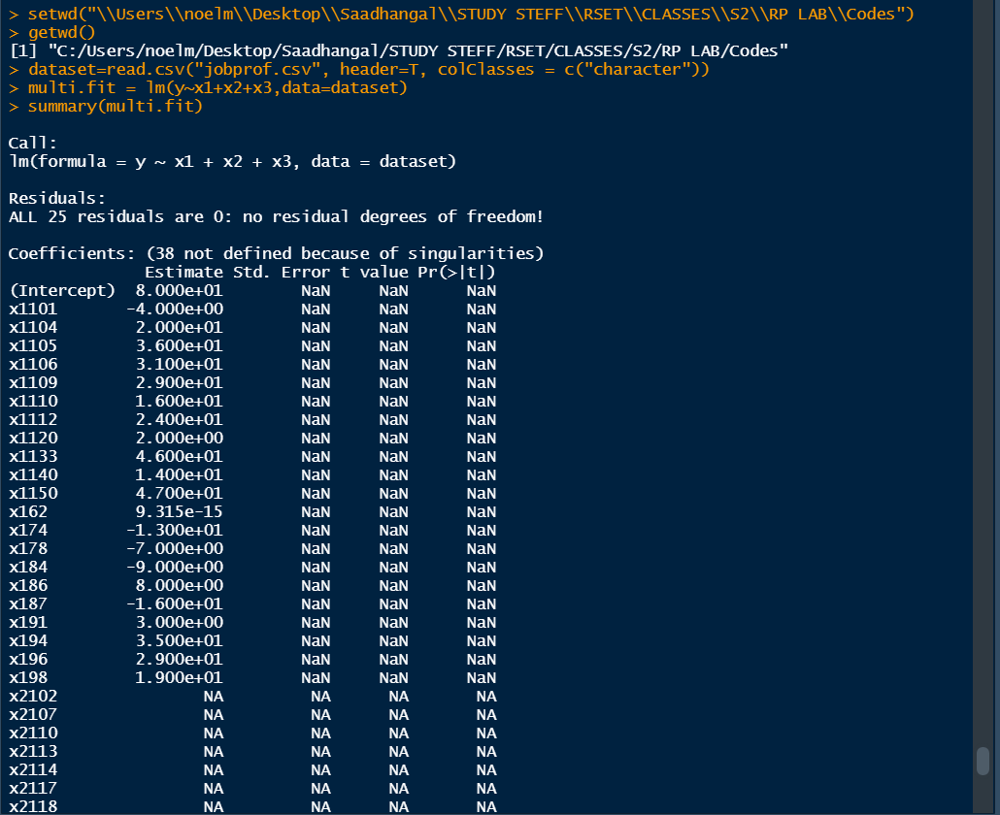 > setwd("\\Users\\noelm\\Desktop\\Saadhangal\\STUDY STEFF\\RSET\\CLASSES\\S2\\RP LAB\\Codes")
> getwd()
[1] "C:/Users/noelm/Desktop/Saadhangal/STUDY STEFF/RSET/CLASSES/S2/RP LAB/Codes"
> dataset=read.csv("jobprof.csv", header=T, colClasses = c("character"))
> multi.fit = lm(y~x1+x2+x3,data=dataset)
> summary(multi.fit)
Call:
lm(formula = y ~ x1 + x2 + x3, data = dataset)
Residuals:
ALL 25 residuals are 0: no residual degrees of freedom!
Coefficients: (38 not defined because of singularities)
Estimate Std. Error t value Pr(>|t|)
(Intercept) 8.000e+01 NaN NaN NaN
x1101 -4.000e+00 NaN NaN NaN
x1104 2.000e+01 NaN NaN NaN
x1105 3.600e+01 NaN NaN NaN
x1106 3.100e+01 NaN NaN NaN
x1109 2.900e+01 NaN NaN NaN
x1110 1.600e+01 NaN NaN NaN
x1112 2.400e+01 NaN NaN NaN
x1120 2.000e+00 NaN NaN NaN
x1133 4.600e+01 NaN NaN NaN
x1140 1.400e+01 NaN NaN NaN
x1150 4.700e+01 NaN NaN NaN
x162 9.315e-15 NaN NaN NaN
x174 -1.300e+01 NaN NaN NaN
x178 -7.000e+00 NaN NaN NaN
x184 -9.000e+00 NaN NaN NaN
x186 8.000e+00 NaN NaN NaN
x187 -1.600e+01 NaN NaN NaN
x191 3.000e+00 NaN NaN NaN
x194 3.500e+01 NaN NaN NaN
x196 2.900e+01 NaN NaN NaN
x198 1.900e+01 NaN NaN NaN
x2102 NA NA NA NA
x2107 NA NA NA NA
x2110 NA NA NA NA
x2113 NA NA NA NA
x2114 NA NA NA NA
x2117 NA NA NA NA
x2118 NA NA NA NA